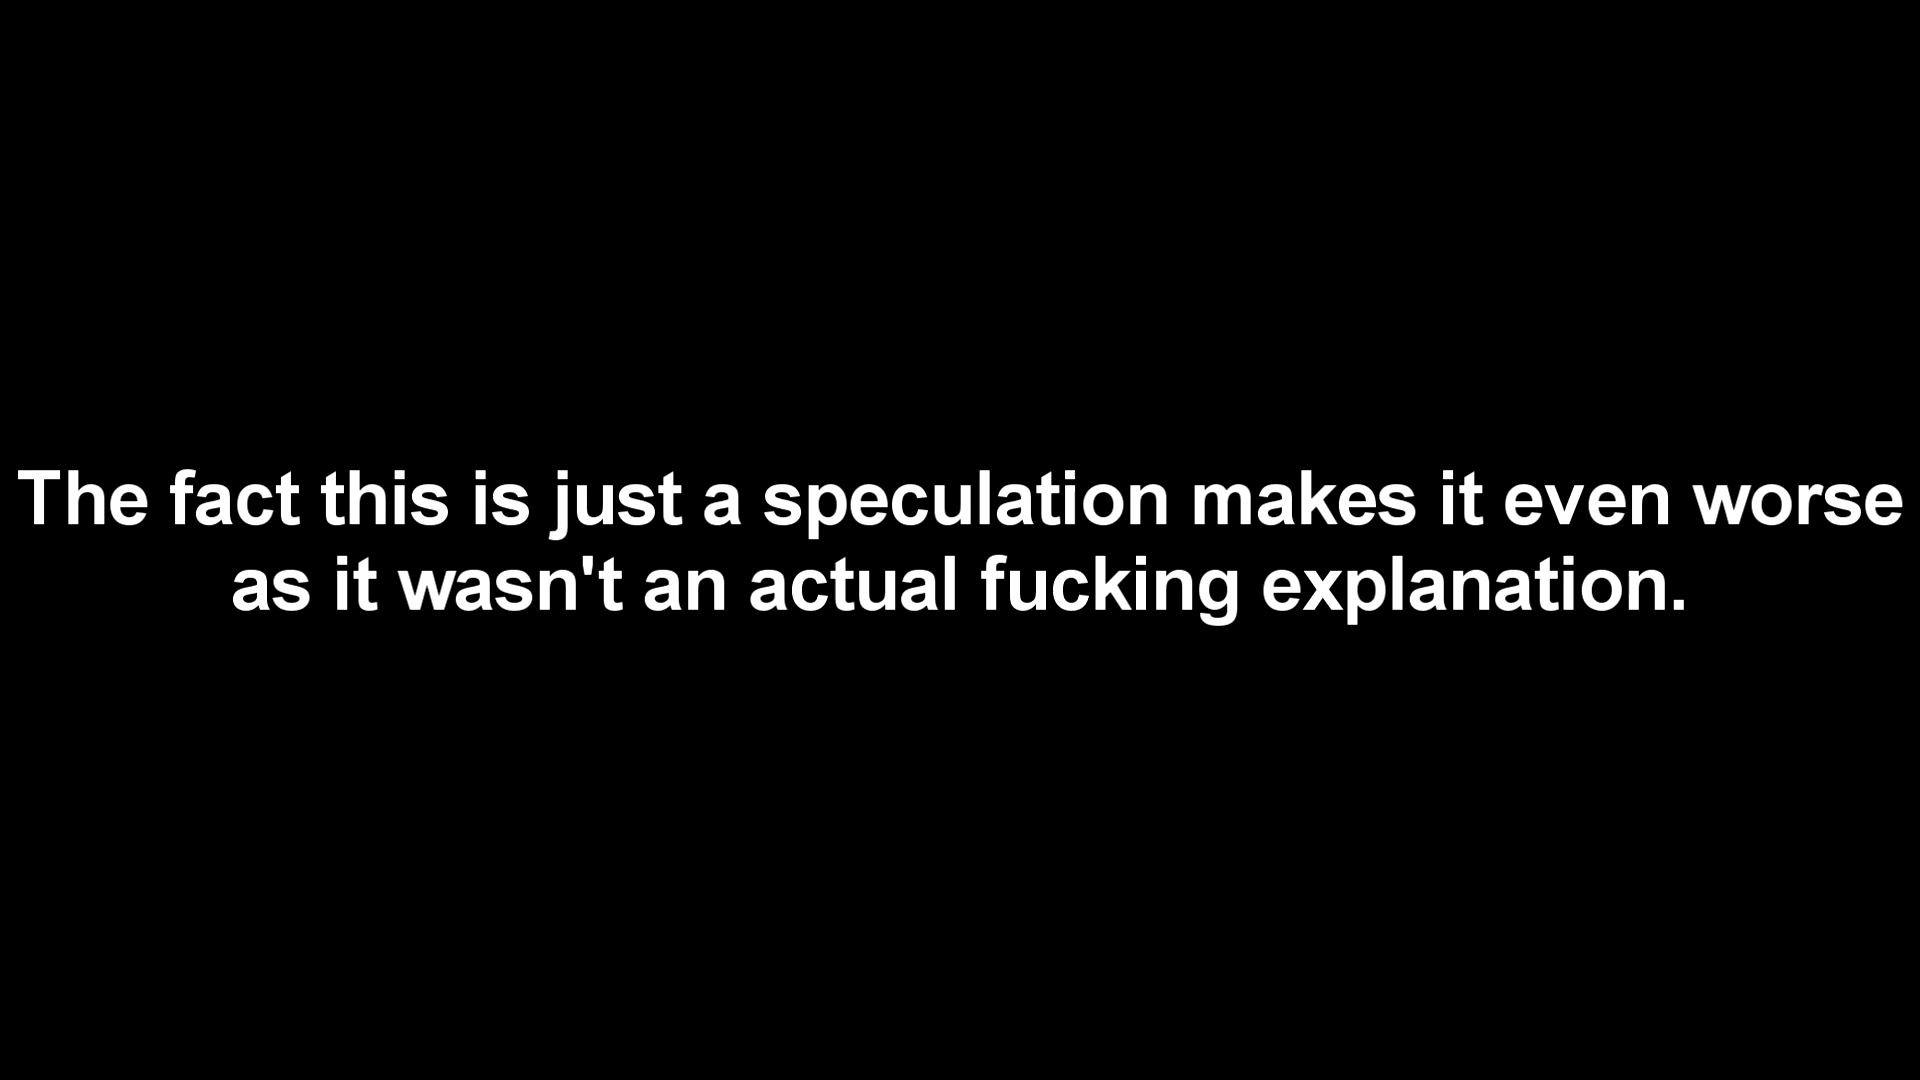 The fact this is just a speculation makes it even worse
as it wasn't an actual fucking explanation.